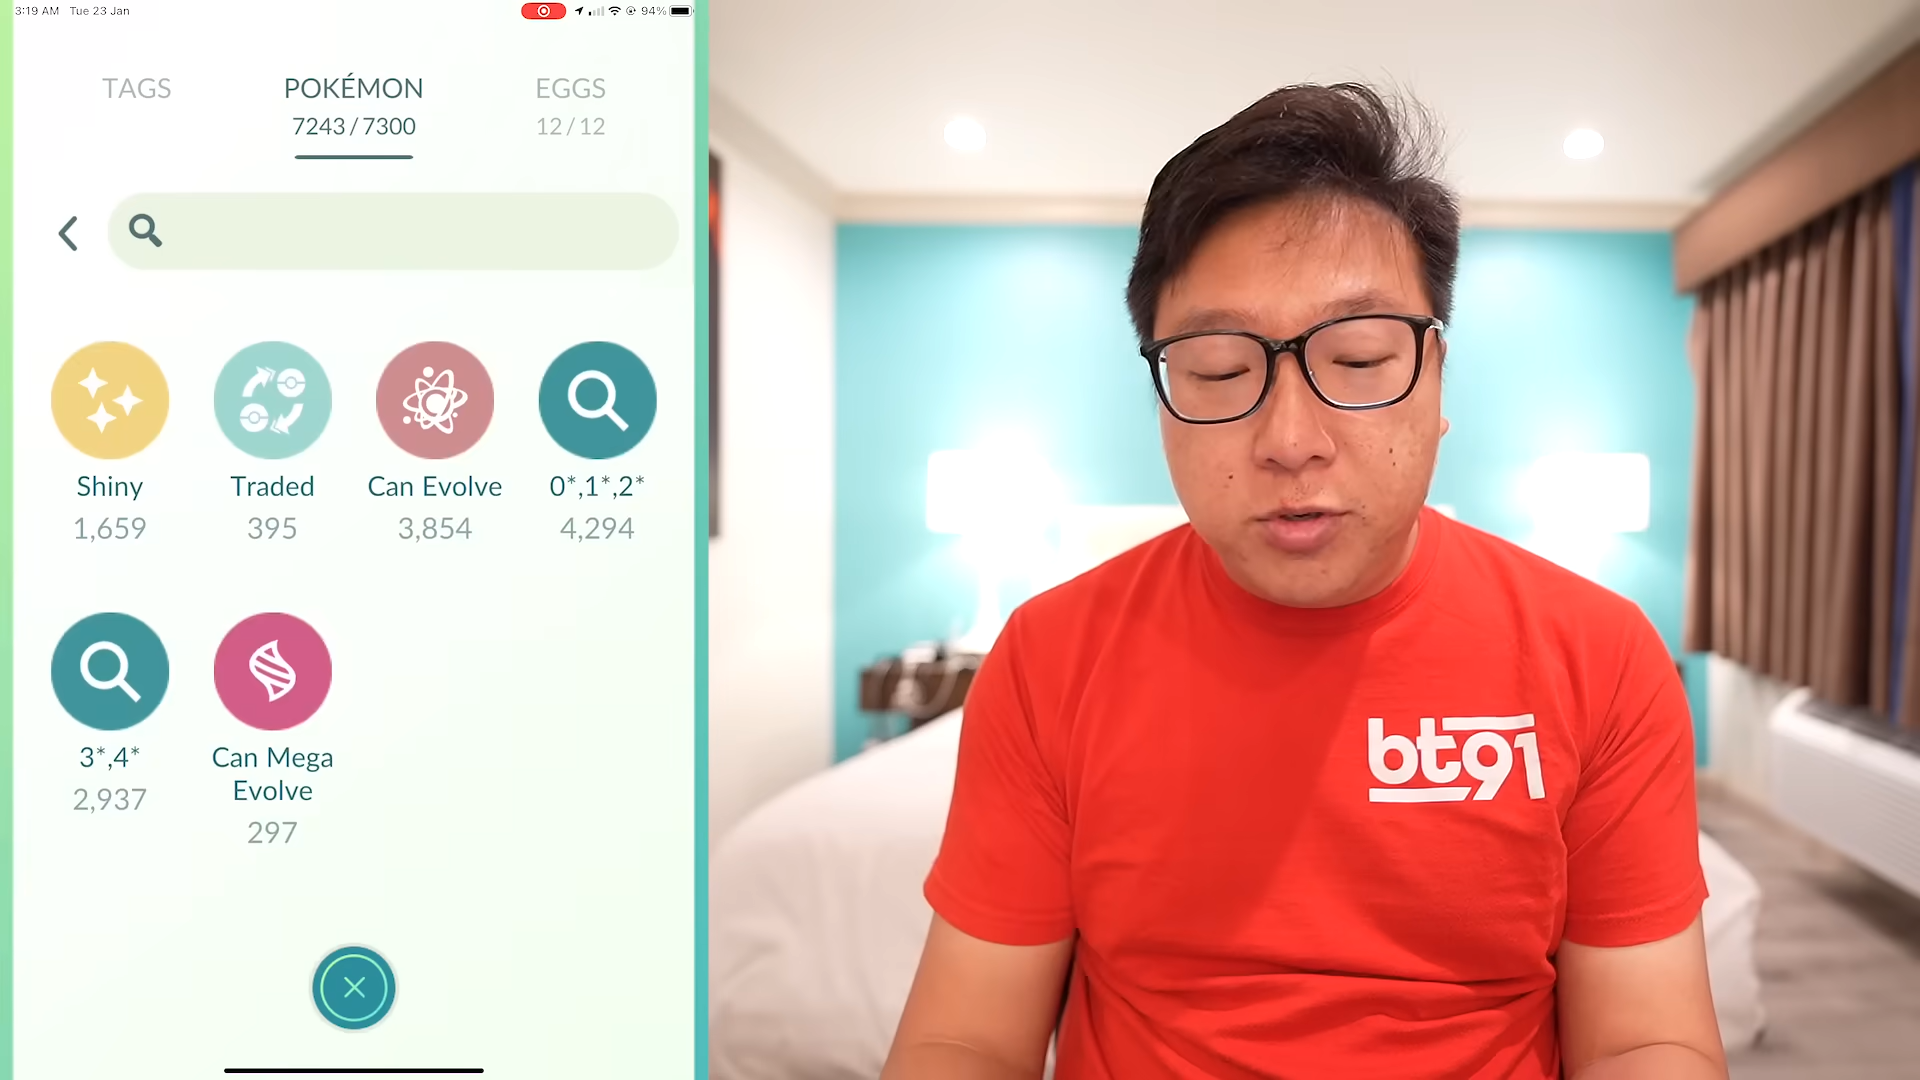 3:19 AM Tue 23 Jan
94%
TAGS
POKÉMON
7243 / 7300
EGGS
12 / 12
Shiny
1,659
Traded
395
Can Evolve
3,854
0*,1*,2*
4,294
3*,4*
2,937
Can Mega
Evolve
297
bt91